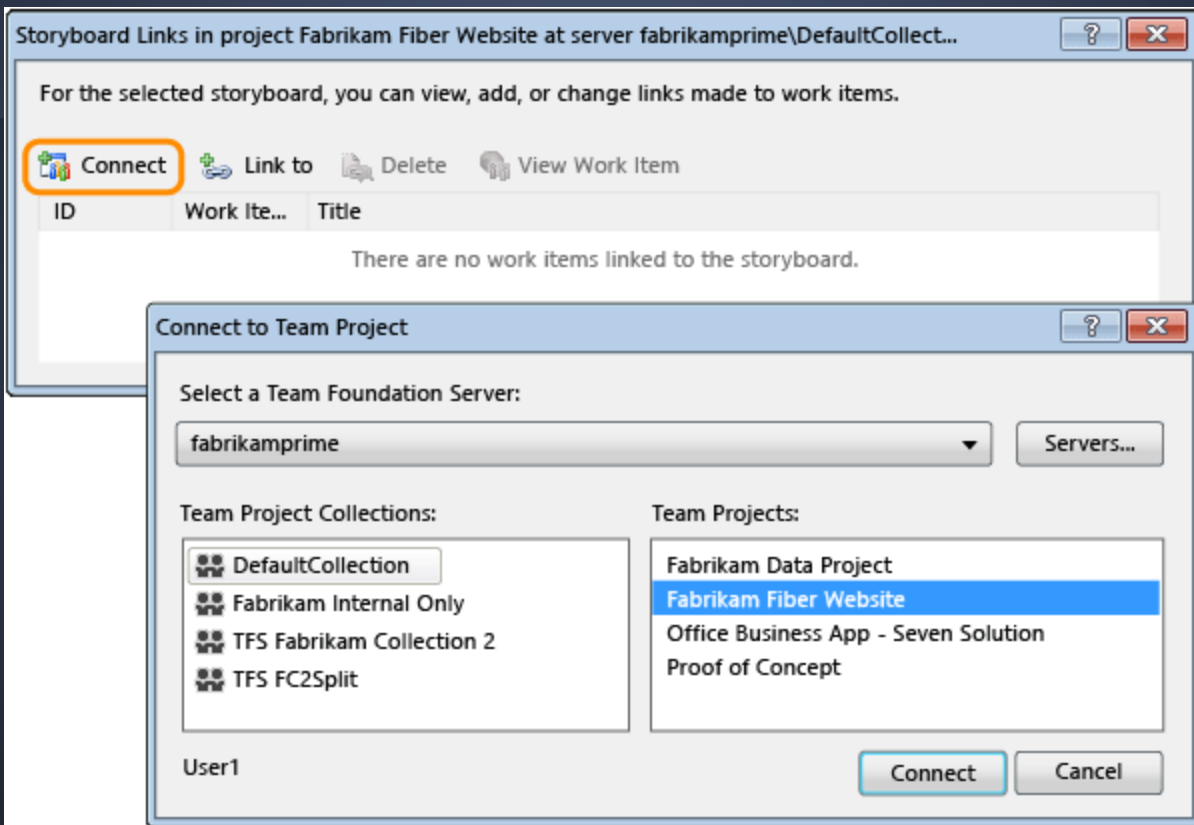 Storyboard Links in project Fabrikam Fiber Website at server fabrikamprime\DefaultCollect...
For the selected storyboard, you can view, add, or change links made to work items.
Connect Link to Delete View Work Item
ID Work Ite... Title
There are no work items linked to the storyboard.
Connect to Team Project
Select a Team Foundation Server:
fabrikamprime Servers...
Team Project Collections:
DefaultCollection
Fabrikam Internal Only
TFS Fabrikam Collection 2
TFS FC2Split
Team Projects:
Fabrikam Data Project
Fabrikam Fiber Website
Office Business App - Seven Solution
Proof of Concept
User1
Connect Cancel